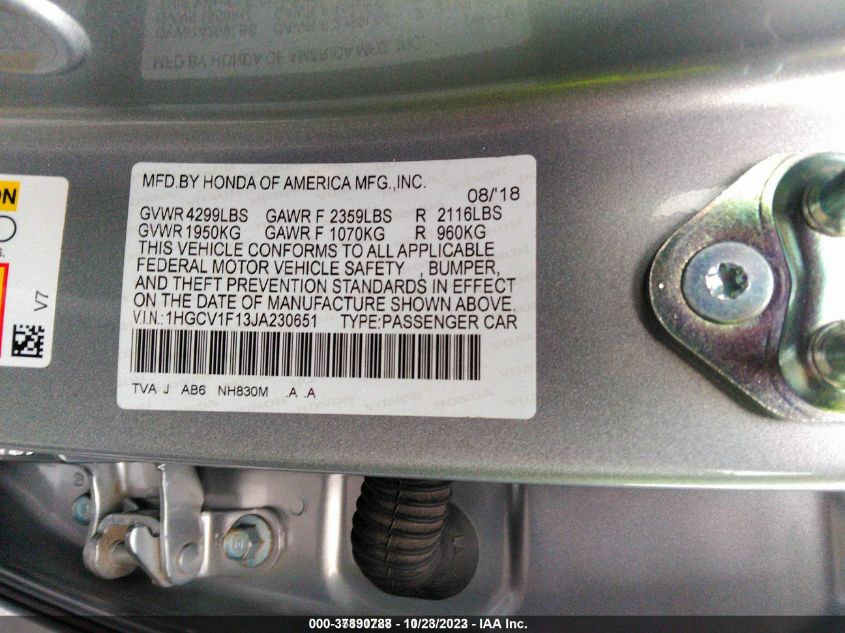 MFD.BY HONDA OF AMERICA MFG.,INC.
08/'18
GVWR 4299LBS GAWR F 2359LBS R 2116LBS
GVWR 1950KG GAWR F 1070KG R 960KG
THIS VEHICLE CONFORMS TO ALL APPLICABLE
FEDERAL MOTOR VEHICLE SAFETY , BUMPER,
AND THEFT PREVENTION STANDARDS IN EFFECT
ON THE DATE OF MANUFACTURE SHOWN ABOVE.
V.I.N.:1HGCV1F13JA230651 TYPE:PASSENGER CAR
TVA J AB6 NH830M .A .A
V7
000-37890788 - 10/28/2023 - IAAI Inc.